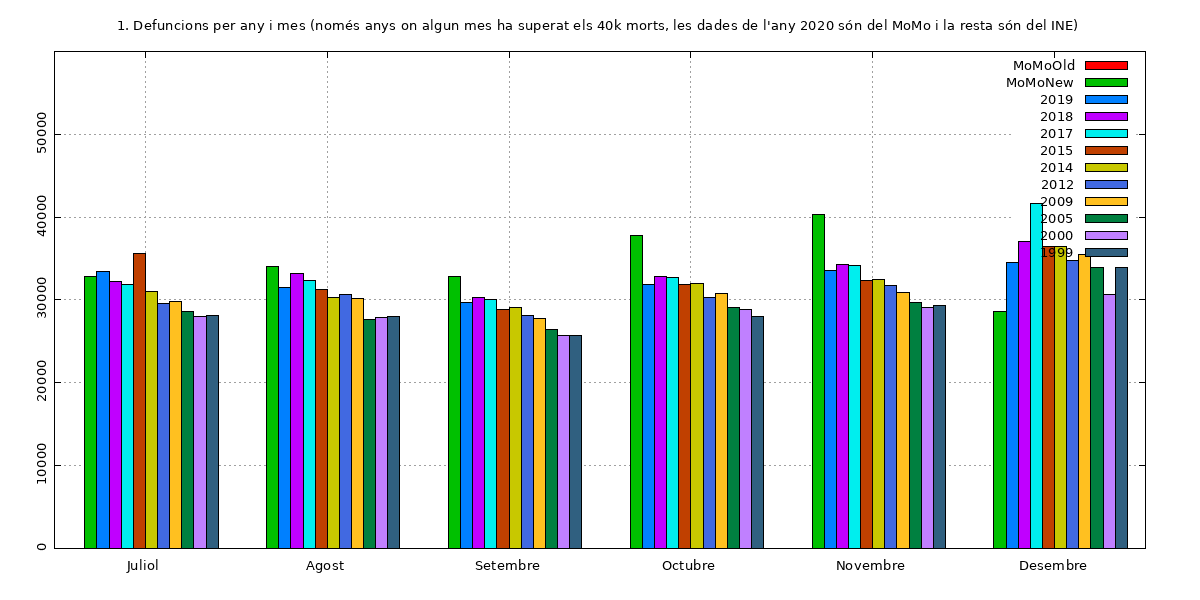 1. Defuncions per any i mes (només anys on algun mes ha superat els 40k morts, les dades de l'any 2020 són del MoMo i la resta són del INE)
MoMoOld
MoMoNew
2019
2018
2017
2015
2014
2012
2009
2005
2000
1999
50000
40000
30000
20000
10000
0
Juliol
Agost
Setembre
Octubre
Novembre
Desembre